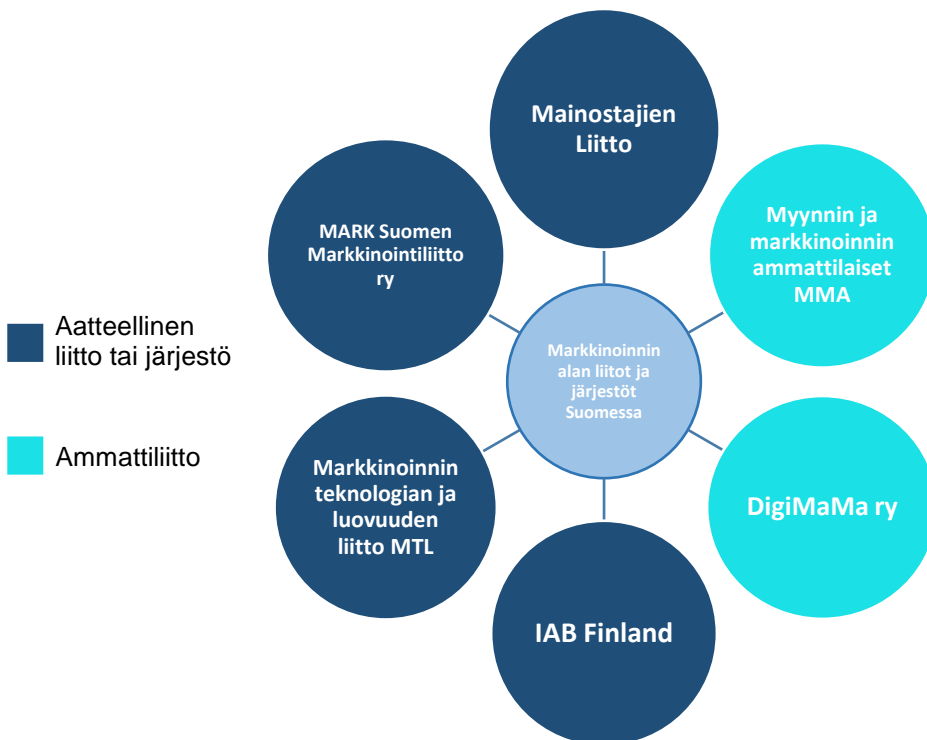 Mainostajien
Liitto
MARK Suomen
Markkinointiliitto
ry
Myynnin ja
markkinoinnin
ammattilaiset
MMA
Aatteellinen
liitto tai järjestö
Markkinoinnin
alan liitot ja
järjestöt
Suomessa
Ammattiliitto
Markkinoinnin
teknologian ja
luovuuden
liitto MTL
DigiMaMa ry
IAB Finland